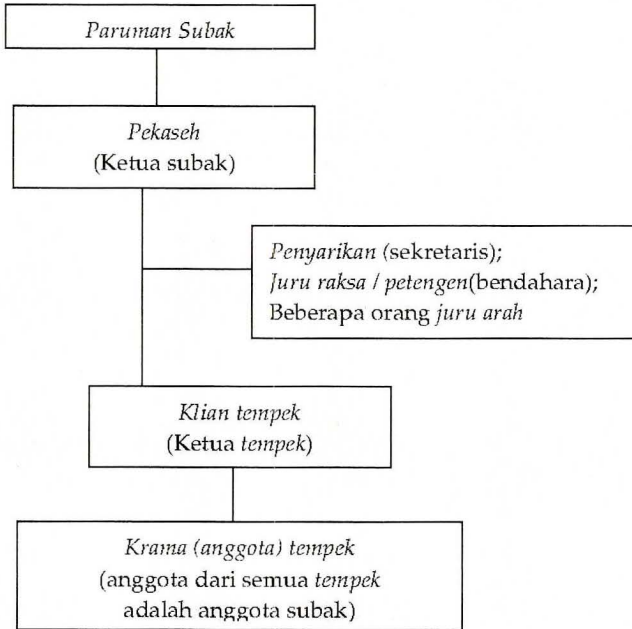 Paruman Subak
Pekaseh
(Ketua subak)
Penyarikan (sekretaris);
Juru raksa / petengen(bendahara);
Beberapa orang juru arah
Klian tempek
(Ketua tempek)
Krama (anggota) tempek
(anggota dari semua tempek
adalah anggota subak)